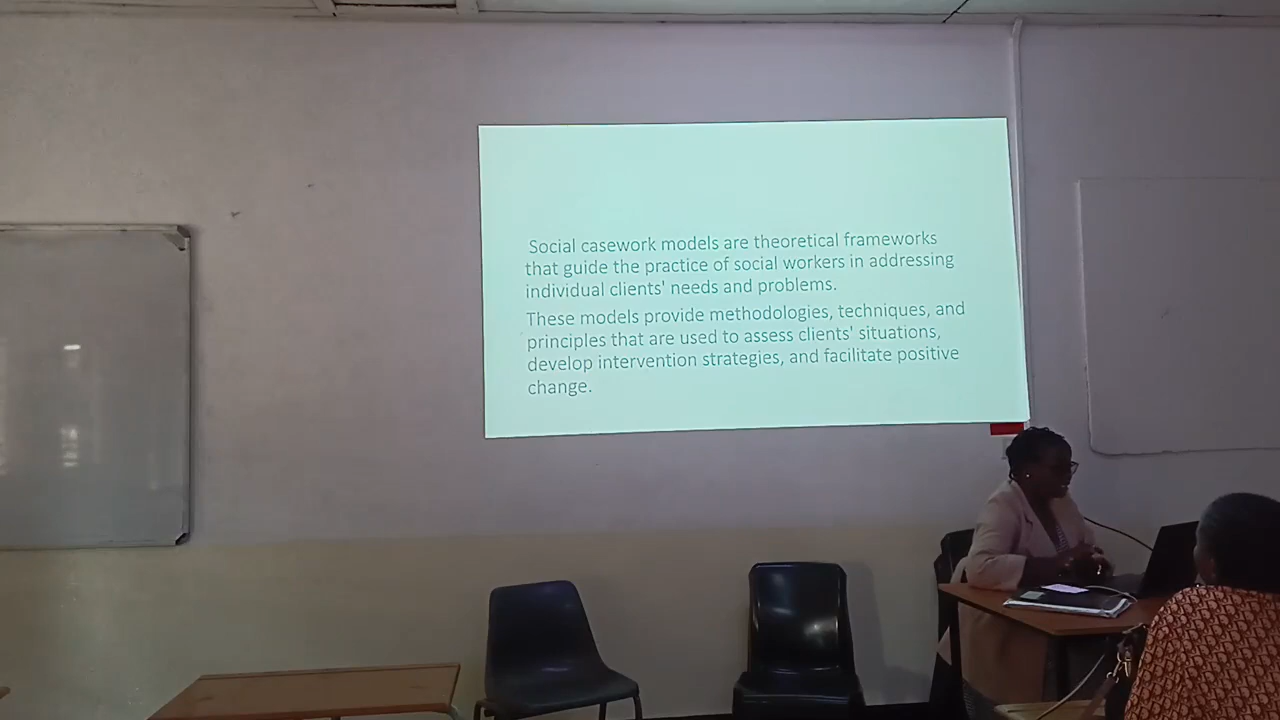 Social casework models are theoretical frameworks
that guide the practice of social workers in addressing
individual clients' needs and problems.
These models provide methodologies, techniques, and
principles that are used to assess clients' situations,
develop intervention strategies, and facilitate positive
change.